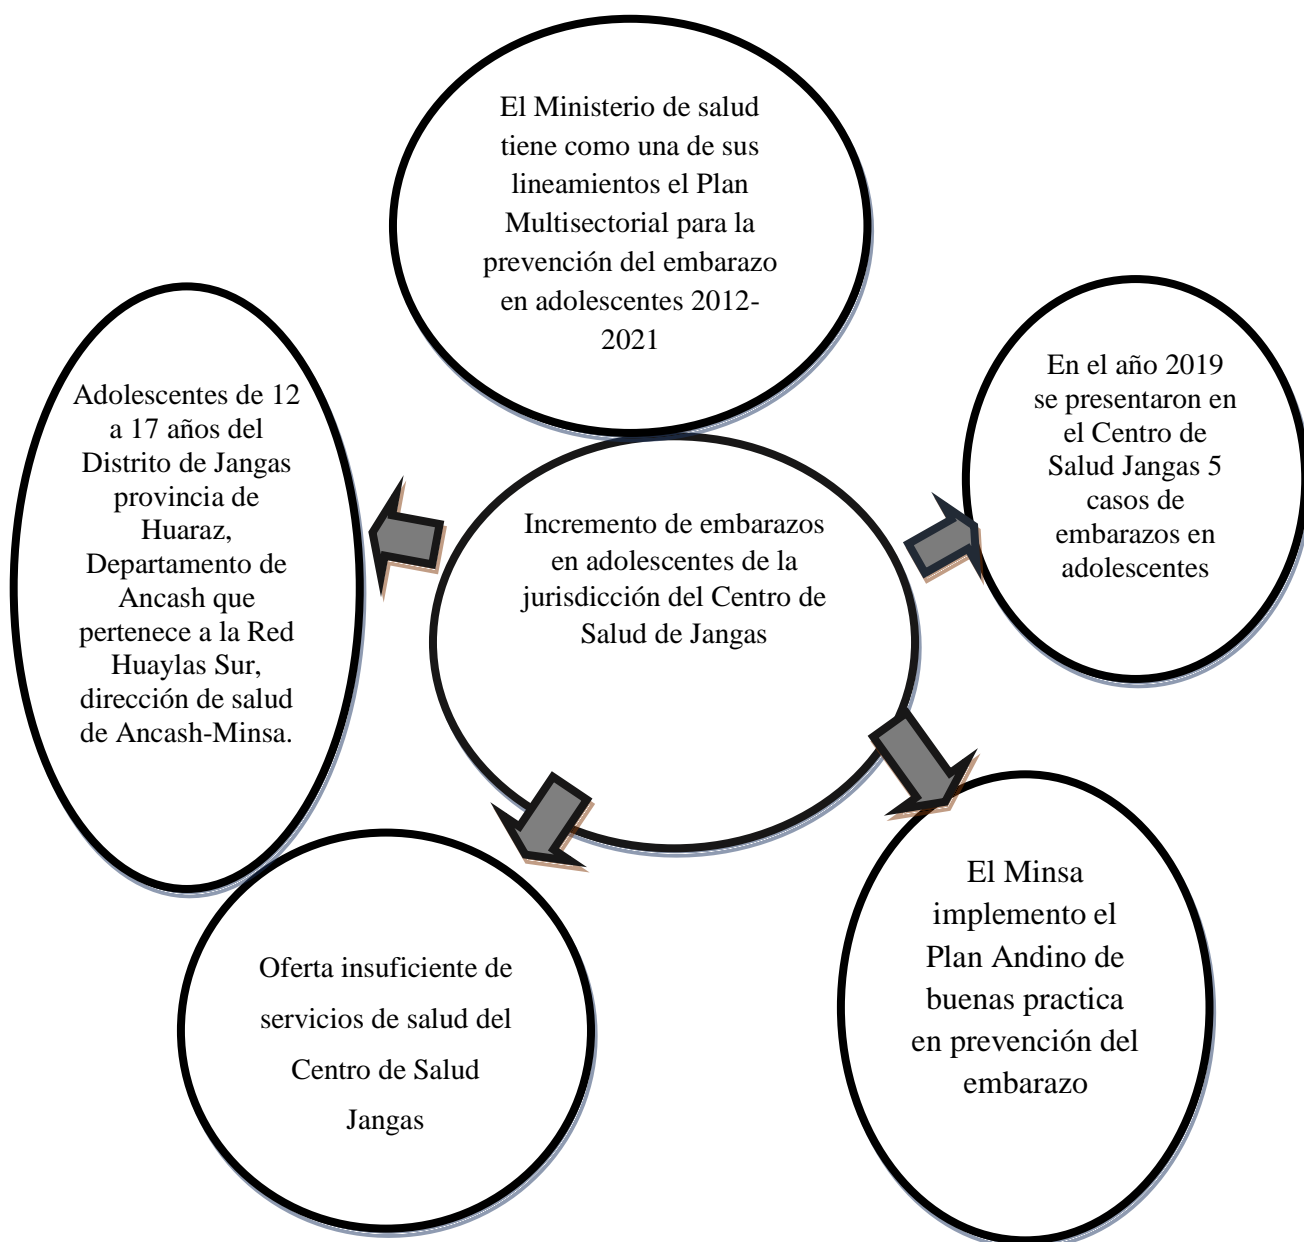 El Ministerio de salud
tiene como una de sus
lineamientos el Plan
Multisectorial para la
prevención del embarazo
en adolescentes 2012-
2021
Adolescentes de 12
a 17 años del
Distrito de Jangas
provincia de
Huaraz,
Departamento de
Ancash que
pertenece a la Red
Huaylas Sur,
dirección de salud
de Ancash-Minsa.
Incremento de embarazos
en adolescentes de la
jurisdicción del Centro de
Salud de Jangas
En el año 2019
se presentaron en
el Centro de
Salud Jangas 5
casos de
embarazos en
adolescentes
Oferta insuficiente de
servicios de salud del
Centro de Salud
Jangas
El Minsa
implemento el
Plan Andino de
buenas practica
en prevención del
embarazo